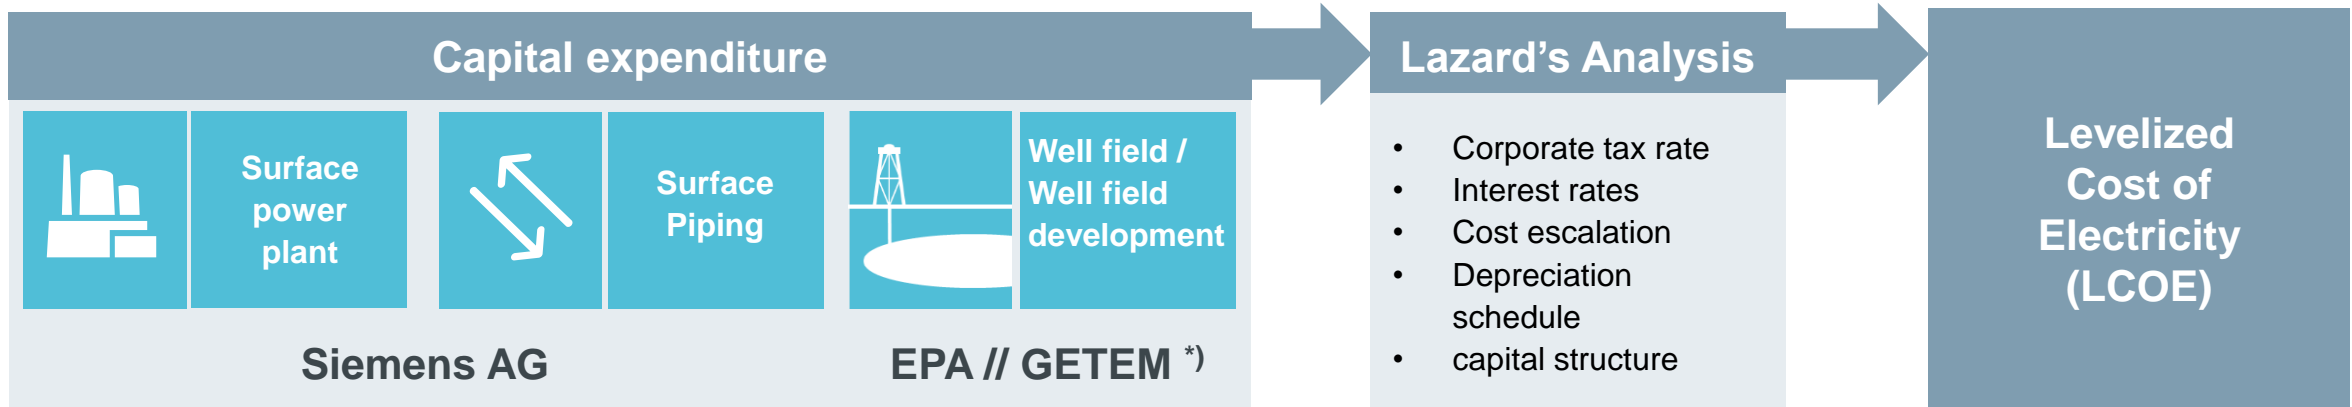 Capital expenditure
Surface
power
plant
Surface
Piping
Well field /
Well field
development
Siemens AG
EPA // GETEM *)
Lazard’s Analysis
• Corporate tax rate
• Interest rates
• Cost escalation
• Depreciation
schedule
• capital structure
Levelized
Cost of
Electricity
(LCOE)